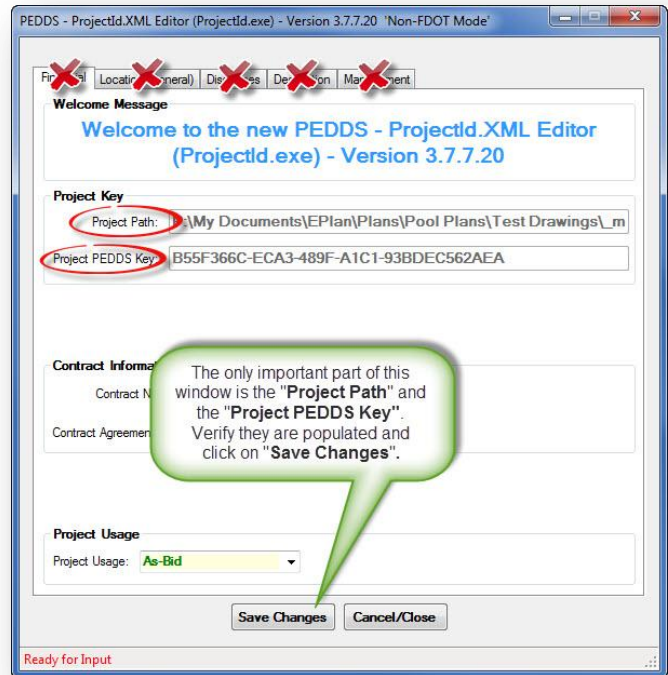 PEDDS - ProjectId.XML Editor (ProjectId.exe) - Version 3.7.7.20 'Non-FDOT Mode'
Welcome Message
Welcome to the new PEDDS - ProjectId.XML Editor
(ProjectId.exe) - Version 3.7.7.20
Project Key
Project Path: :\My Documents\EPlan\Plans\Pool Plans\Test Drawings\_m
Project PEDDS Key: B55F366C-ECA3-489F-A1C1-93BDEC562AEA
Contract
Contract
Contract
The only important part of this
window is the "Project Path" and
the "Project PEDDS Key".
Verify they are populated and
click on "Save Changes".
Project Usage
Project Usage: As-Bid
Save Changes Cancel/Close
Ready for Input